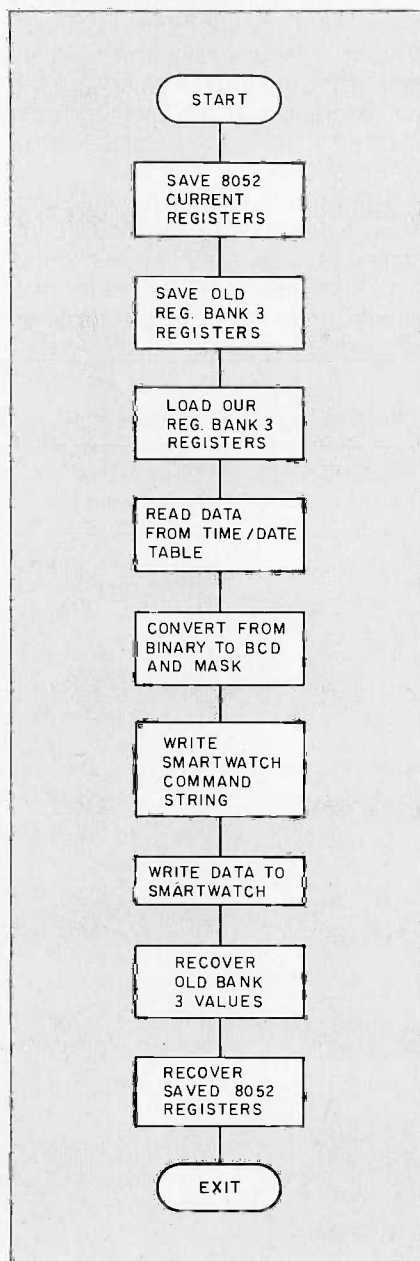 START
SAVE 8052
CURRENT
REGISTERS
SAVE OLD
REG. BANK 3
REGISTERS
LOAD OUR
REG. BANK 3
REGISTERS
READ DATA
FROM TIME/DATE
TABLE
CONVERT FROM
BINARY TO BCD
AND MASK
WRITE
SMARTWATCH
COMMAND
STRING
WRITE DATA TO
SMARTWATCH
RECOVER
OLD BANK
3 VALUES
RECOVER
SAVED 8052
REGISTERS
EXIT